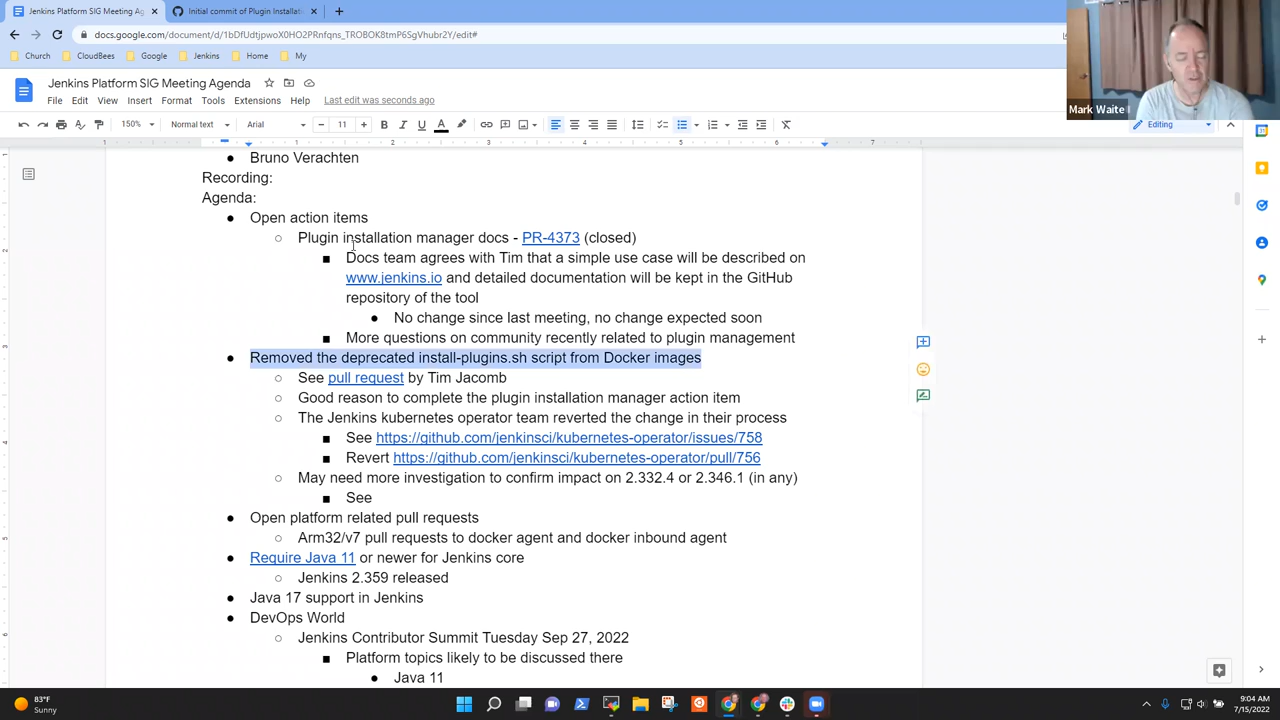 Jenkins Platform SIG Meeting Ag
Initial commit of Plugin Installati
docs.google.com/document/d/1bDfUdtjpwoX0HO2PRnfqns_TROBOK8tmP6SgVhubr2Y/edit#
Church
CloudBees
Google
Jenkins
Home
My
Jenkins Platform SIG Meeting Agenda
File Edit View Insert Format Tools Extensions Help Last edit was seconds ago
150% Normal text Arial 11 Editing
Mark Waite
1 1 2 3 4 5 6 7
● Bruno Verachten
Recording:
Agenda:
● Open action items
○ Plugin installation manager docs - PR-4373 (closed)
■ Docs team agrees with Tim that a simple use case will be described on
www.jenkins.io and detailed documentation will be kept in the GitHub
repository of the tool
● No change since last meeting, no change expected soon
■ More questions on community recently related to plugin management
● Removed the deprecated install-plugins.sh script from Docker images
○ See pull request by Tim Jacomb
○ Good reason to complete the plugin installation manager action item
○ The Jenkins kubernetes operator team reverted the change in their process
■ See https://github.com/jenkinsci/kubernetes-operator/issues/758
■ Revert https://github.com/jenkinsci/kubernetes-operator/pull/756
○ May need more investigation to confirm impact on 2.332.4 or 2.346.1 (in any)
■ See
● Open platform related pull requests
○ Arm32/v7 pull requests to docker agent and docker inbound agent
● Require Java 11 or newer for Jenkins core
○ Jenkins 2.359 released
● Java 17 support in Jenkins
● DevOps World
○ Jenkins Contributor Summit Tuesday Sep 27, 2022
■ Platform topics likely to be discussed there
● Java 11
83°F
Sunny
9:04 AM
7/15/2022